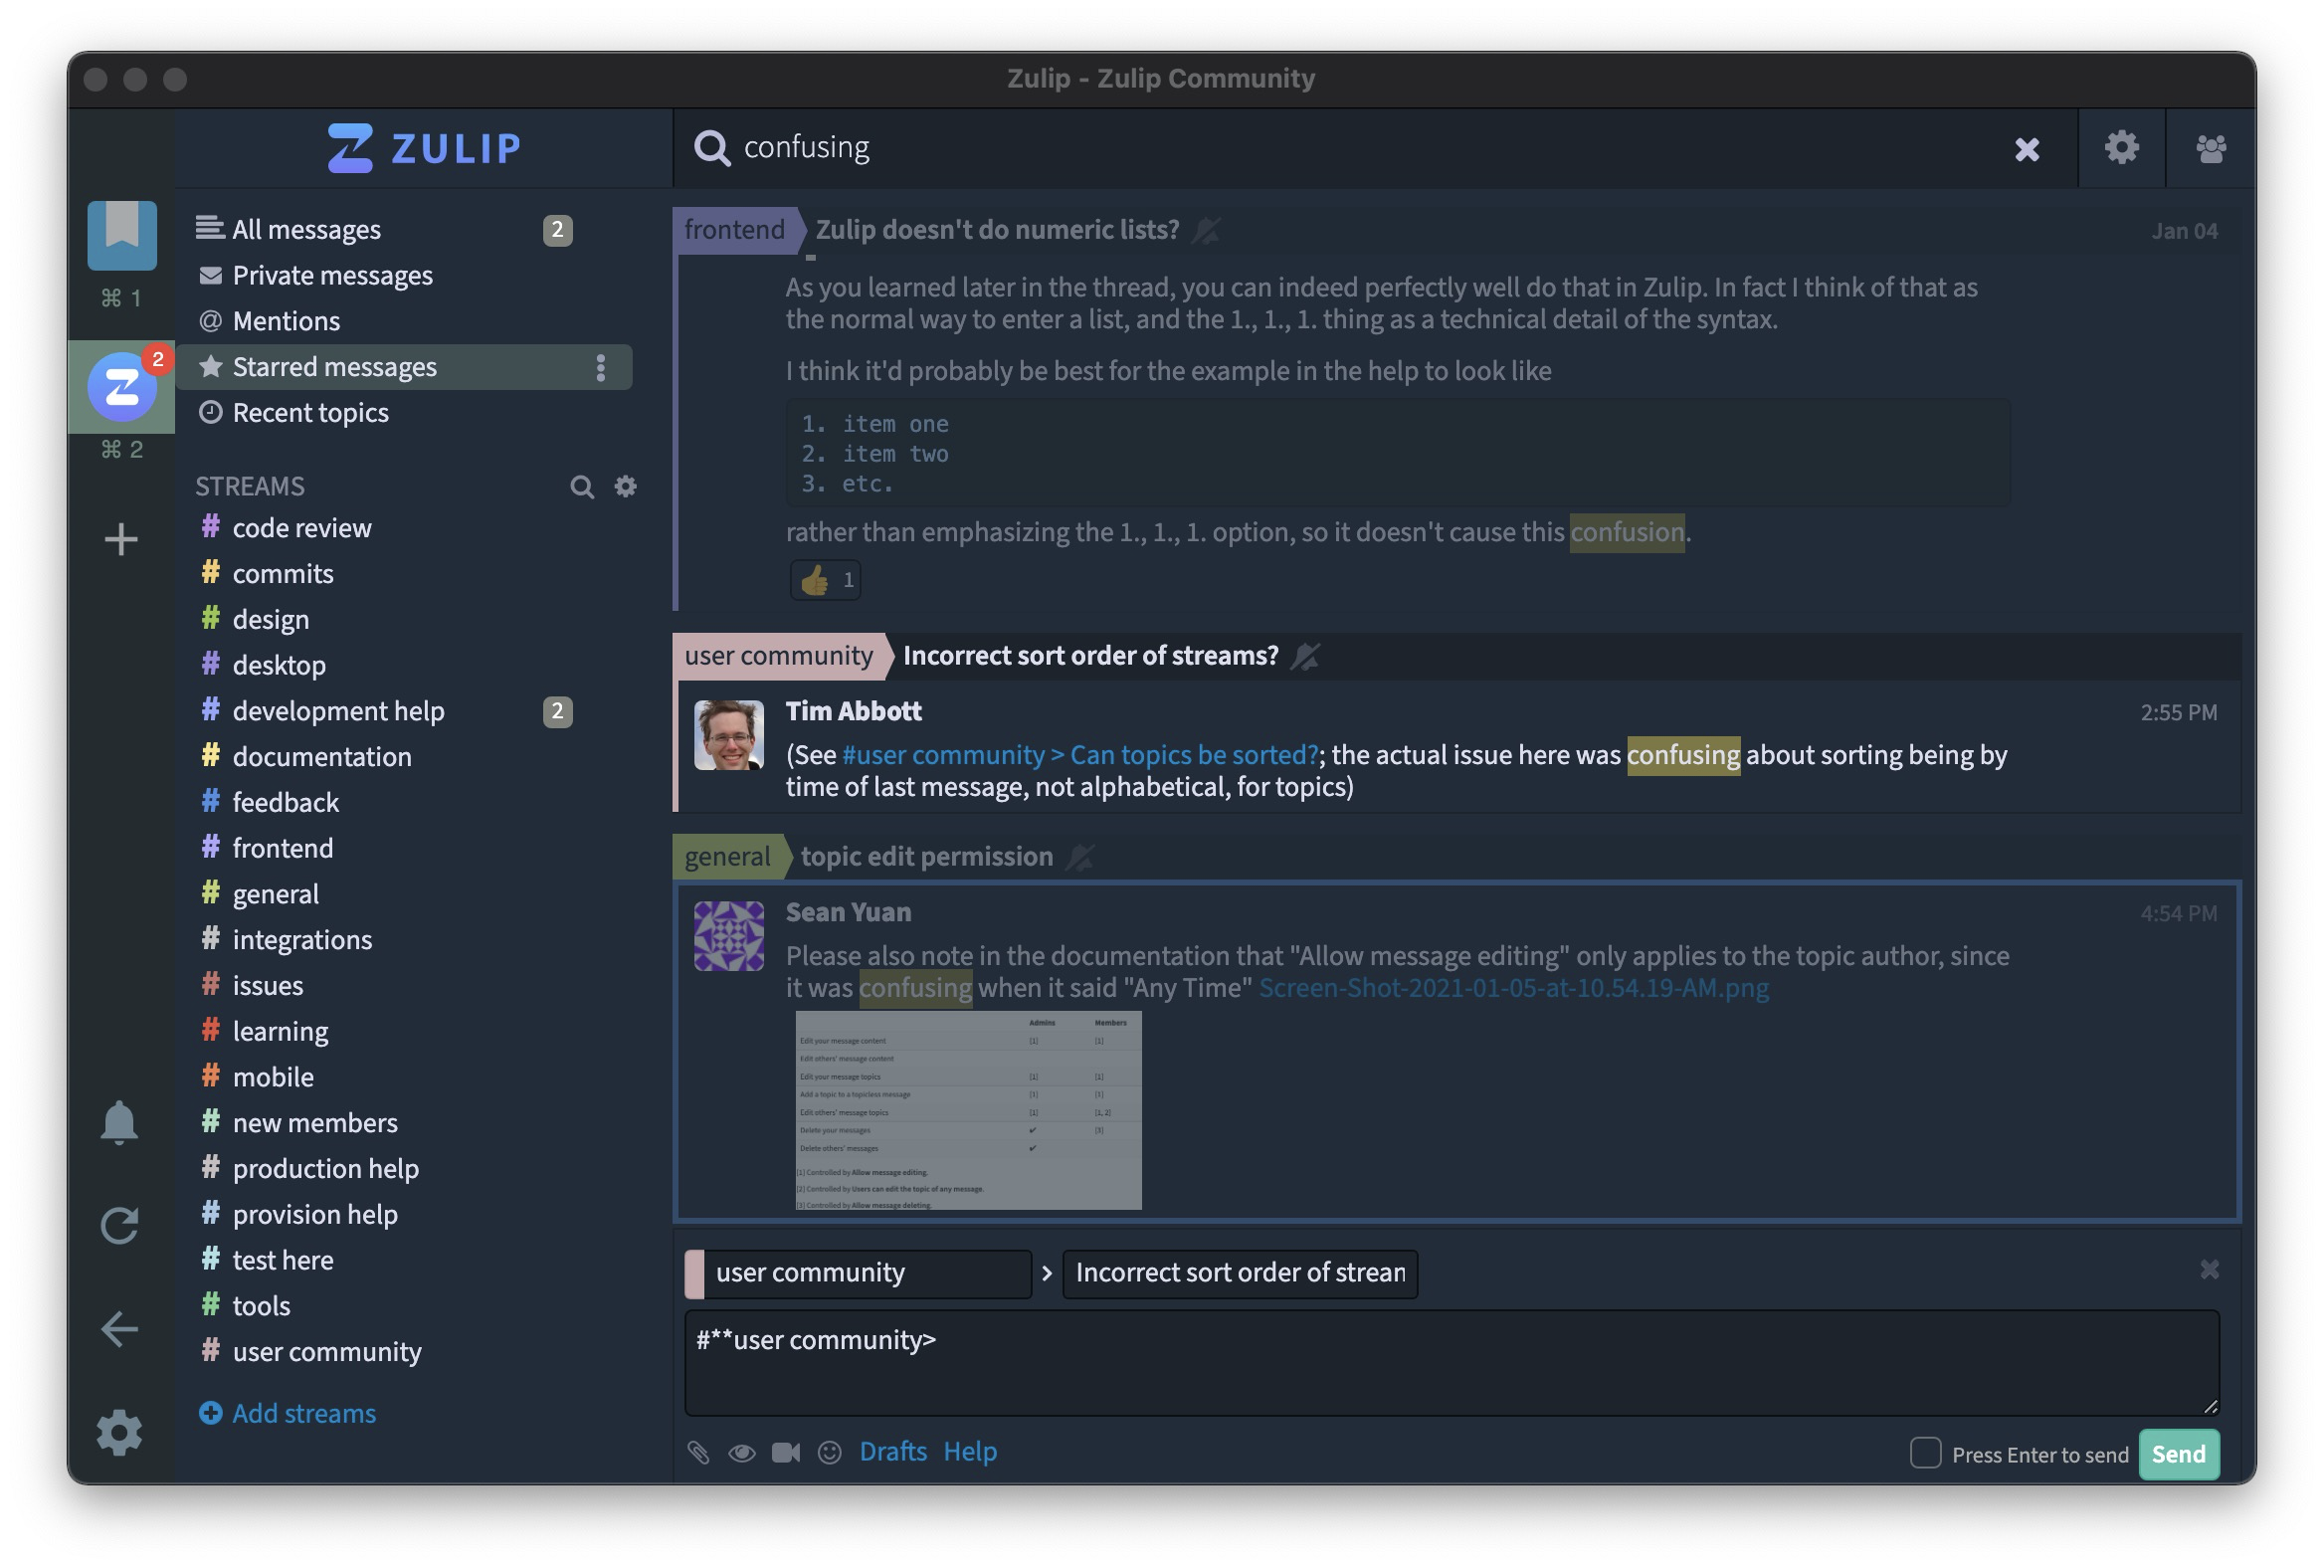 Zulip - Zulip Community
ZULIP
confusing
⌘ 1
2
⌘ 2
All messages 2
Private messages
@ Mentions
Starred messages
Recent topics
STREAMS
# code review
# commits
# design
# desktop
# development help 2
# documentation
# feedback
# frontend
# general
# integrations
# issues
# learning
# mobile
# new members
# production help
# provision help
# test here
# tools
# user community
Add streams
frontend Zulip doesn't do numeric lists? Jan 04
As you learned later in the thread, you can indeed perfectly well do that in Zulip. In fact I think of that as
the normal way to enter a list, and the 1., 1., 1. thing as a technical detail of the syntax.
I think it'd probably be best for the example in the help to look like
1. item one
2. item two
3. etc.
rather than emphasizing the 1., 1., 1. option, so it doesn't cause this confusion.
1
user community Incorrect sort order of streams?
Tim Abbott 2:55 PM
(See #user community > Can topics be sorted?; the actual issue here was confusing about sorting being by
time of last message, not alphabetical, for topics)
general topic edit permission
Sean Yuan 4:54 PM
Please also note in the documentation that "Allow message editing" only applies to the topic author, since
it was confusing when it said "Any Time" Screen-Shot-2021-01-05-at-10.54.19-AM.png
Admins Members
Edit your message content [1] [1]
Edit others' message content
Edit your message topics [1] [1]
Add a topic to a topicless message [1] [1]
Edit others' message topics [1] [1, 2]
Delete your messages ✔ [3]
Delete others' messages ✔
[1] Controlled by Allow message editing.
[2] Controlled by Users can edit the topic of any message.
[3] Controlled by Allow message deleting.
user community > Incorrect sort order of strean
#**user community>
Drafts Help
Press Enter to send Send